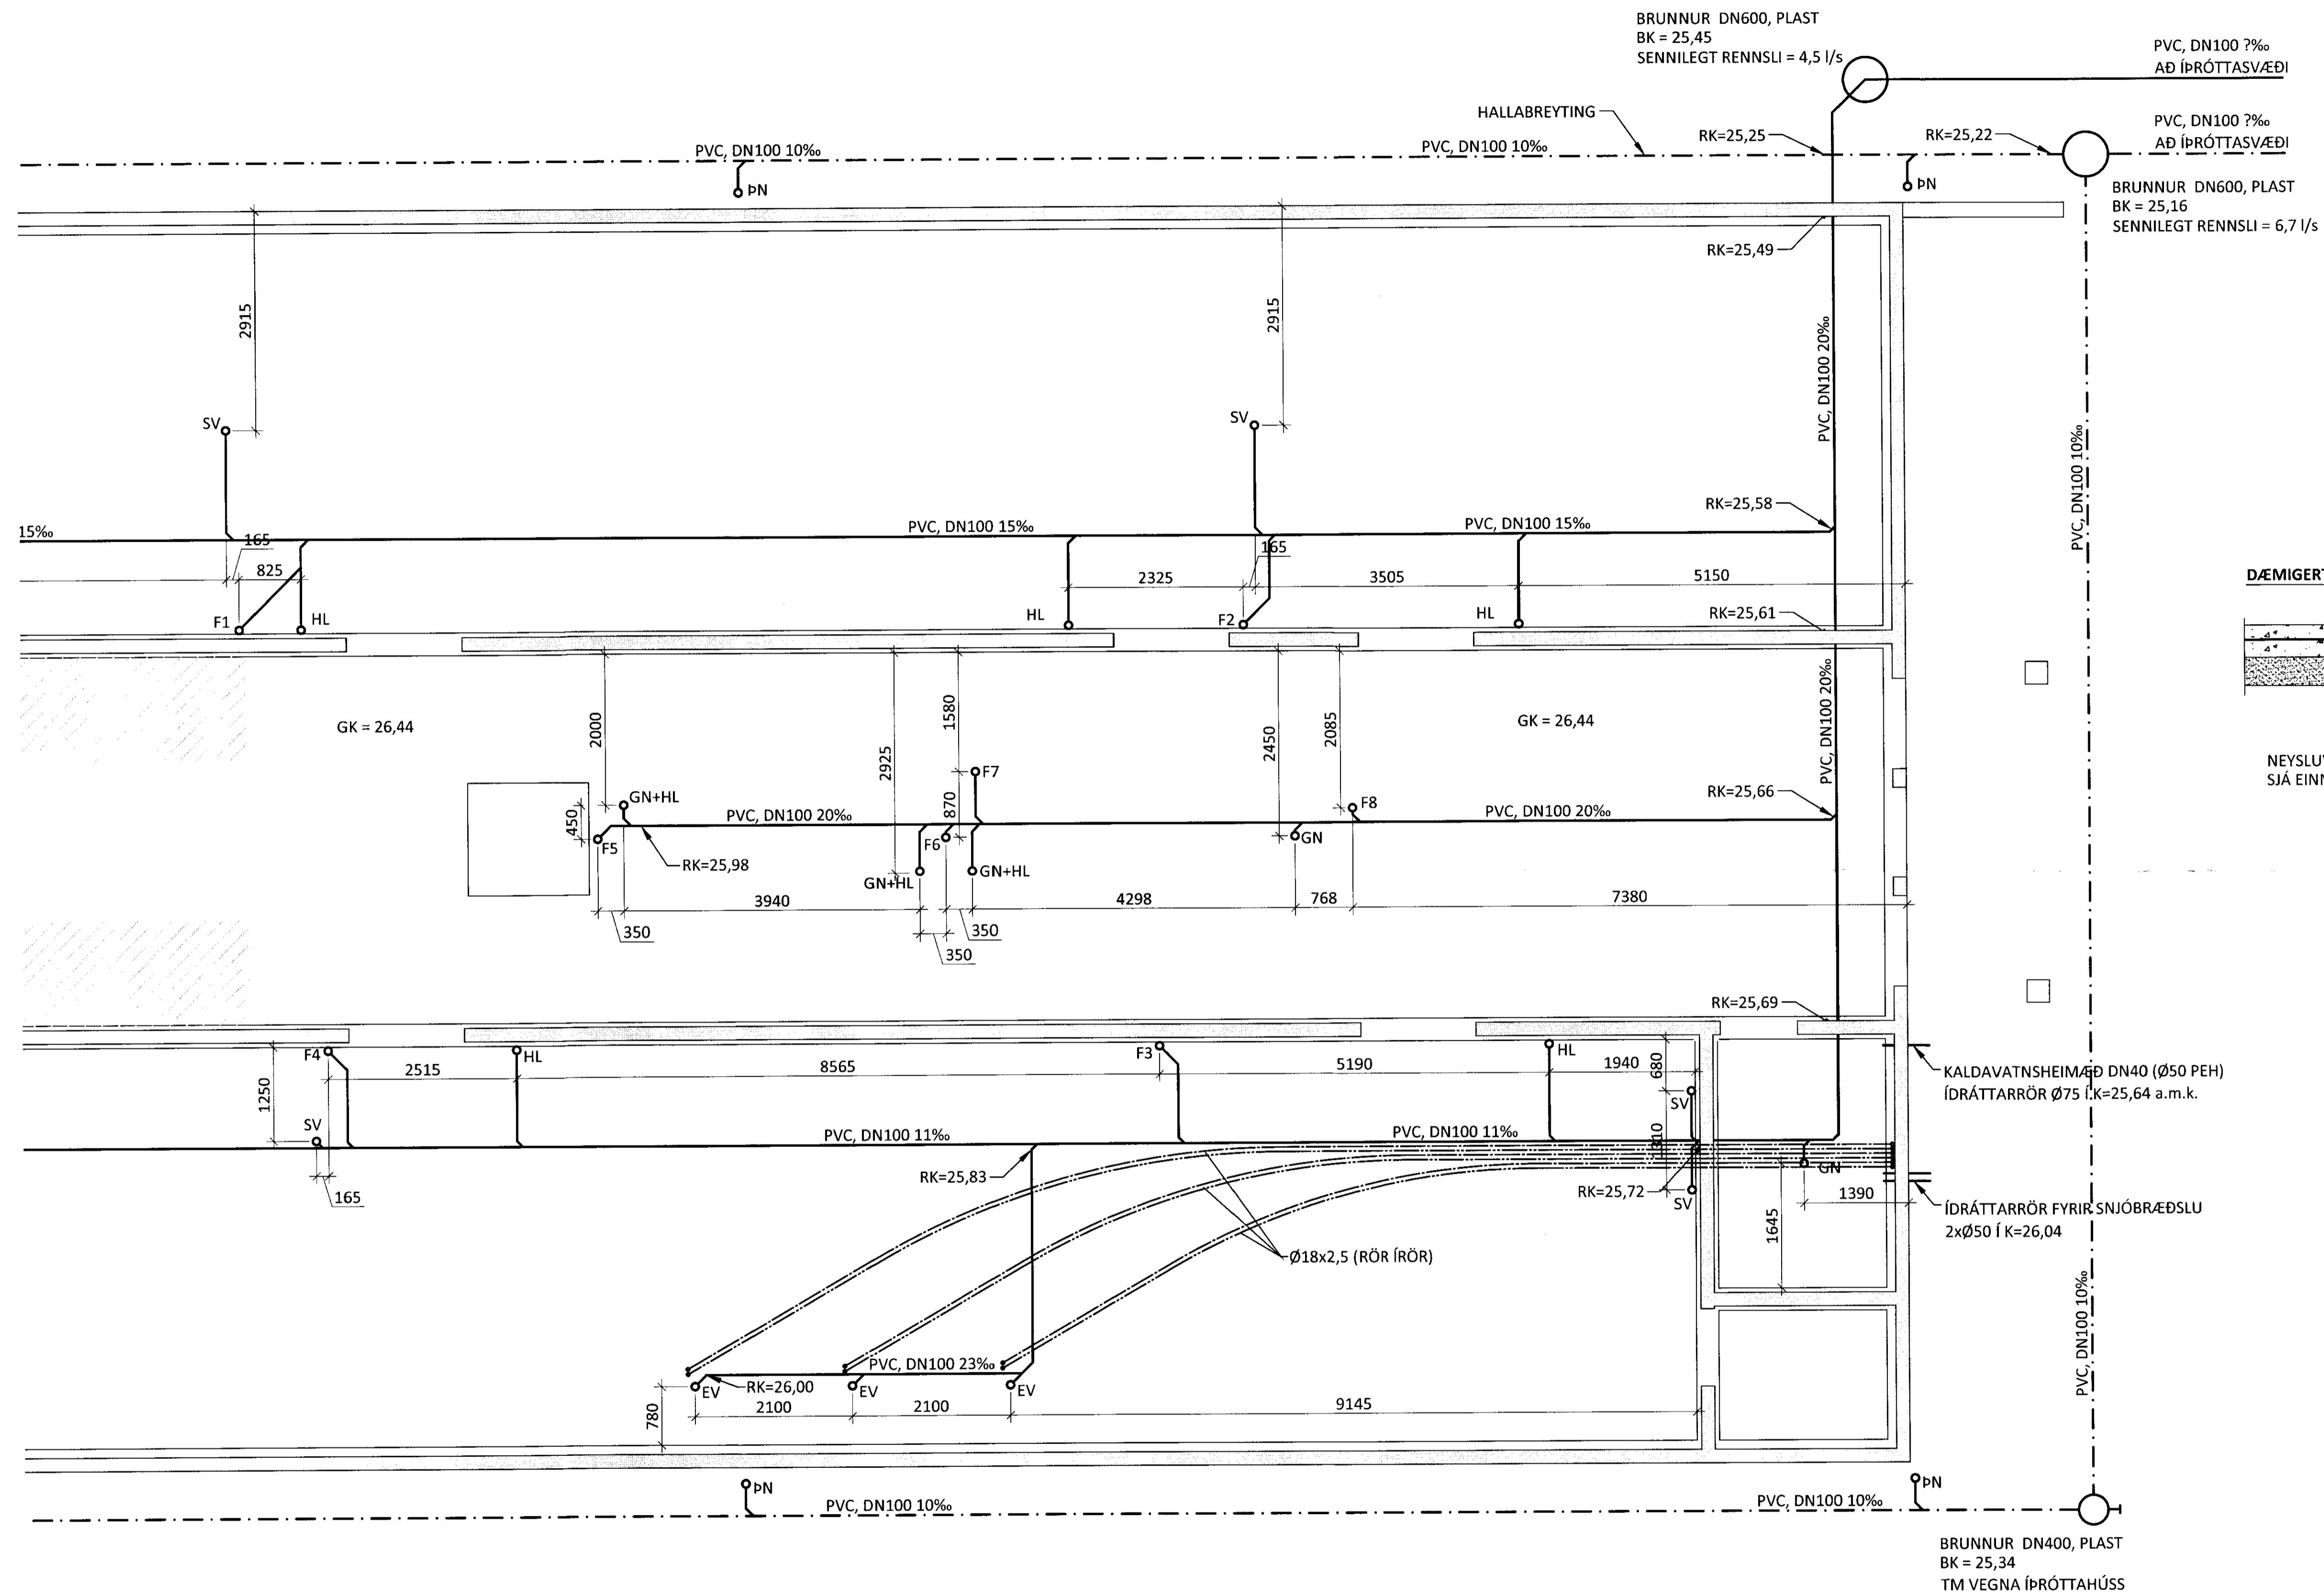 BRUNNUR DN600, PLAST
BK = 25,45
SENNILEGT RENNSLI = 4,5 l/s
PVC, DN100 ?‰
AÐ ÍÞRÓTTASVÆÐI
HALLABREYTING
RK=25,25
RK=25,22
PVC, DN100 ?‰
AÐ ÍÞRÓTTASVÆÐI
PVC, DN100 10‰
PVC, DN100 10‰
ÞN
ÞN
BRUNNUR DN600, PLAST
BK = 25,16
SENNILEGT RENNSLI = 6,7 l/s
RK=25,49
2915
2915
PVC, DN100 20‰
SV
SV
PVC, DN100 10‰
RK=25,58
15‰
PVC, DN100 15‰
PVC, DN100 15‰
165
165
825
2325
3505
5150
DÆMIGERT
F1
HL
HL
F2
HL
RK=25,61
PVC, DN100 20‰
GK = 26,44
GK = 26,44
2000
2925
1580
2450
2085
F7
RK=25,66
GN+HL
870
F8
450
PVC, DN100 20‰
PVC, DN100 20‰
F5
F6
GN
RK=25,98
GN+HL
GN+HL
3940
4298
768
7380
350
350
350
RK=25,69
F4
HL
F3
HL
2515
8565
5190
1940
680
1250
KALDAVATNSHEIMÆÐ DN40 (Ø50 PEH)
ÍDRÁTTARRÖR Ø75 Í K=25,64 a.m.k.
SV
SV
PVC, DN100 11‰
PVC, DN100 11‰
1310
RK=25,83
GN
165
RK=25,72
SV
1390
ÍDRÁTTARRÖR FYRIR SNJÓBRÆÐSLU
2xØ50 Í K=26,04
1645
Ø18x2,5 (RÖR ÍRÖR)
PVC, DN100 10‰
PVC, DN100 23‰
EV
RK=26,00
EV
EV
780
2100
2100
9145
ÞN
ÞN
PVC, DN100 10‰
PVC, DN100 10‰
BRUNNUR DN400, PLAST
BK = 25,34
TM VEGNA ÍÞRÓTTAHÚSS